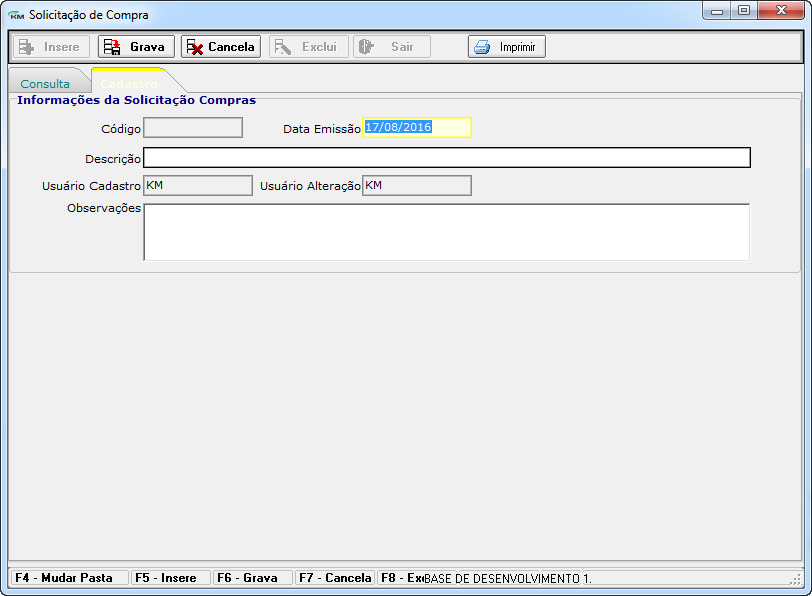 KM Solicitação de Compra
Insere Grava Cancela Exclui Sair Imprimir
Consulta Cadastro
Informações da Solicitação Compras
Código Data Emissão 17/08/2016
Descrição
Usuário Cadastro KM Usuário Alteração KM
Observações
F4 - Mudar Pasta F5 - Insere F6 - Grava F7 - Cancela F8 - Exc BASE DE DESENVOLVIMENTO 1.